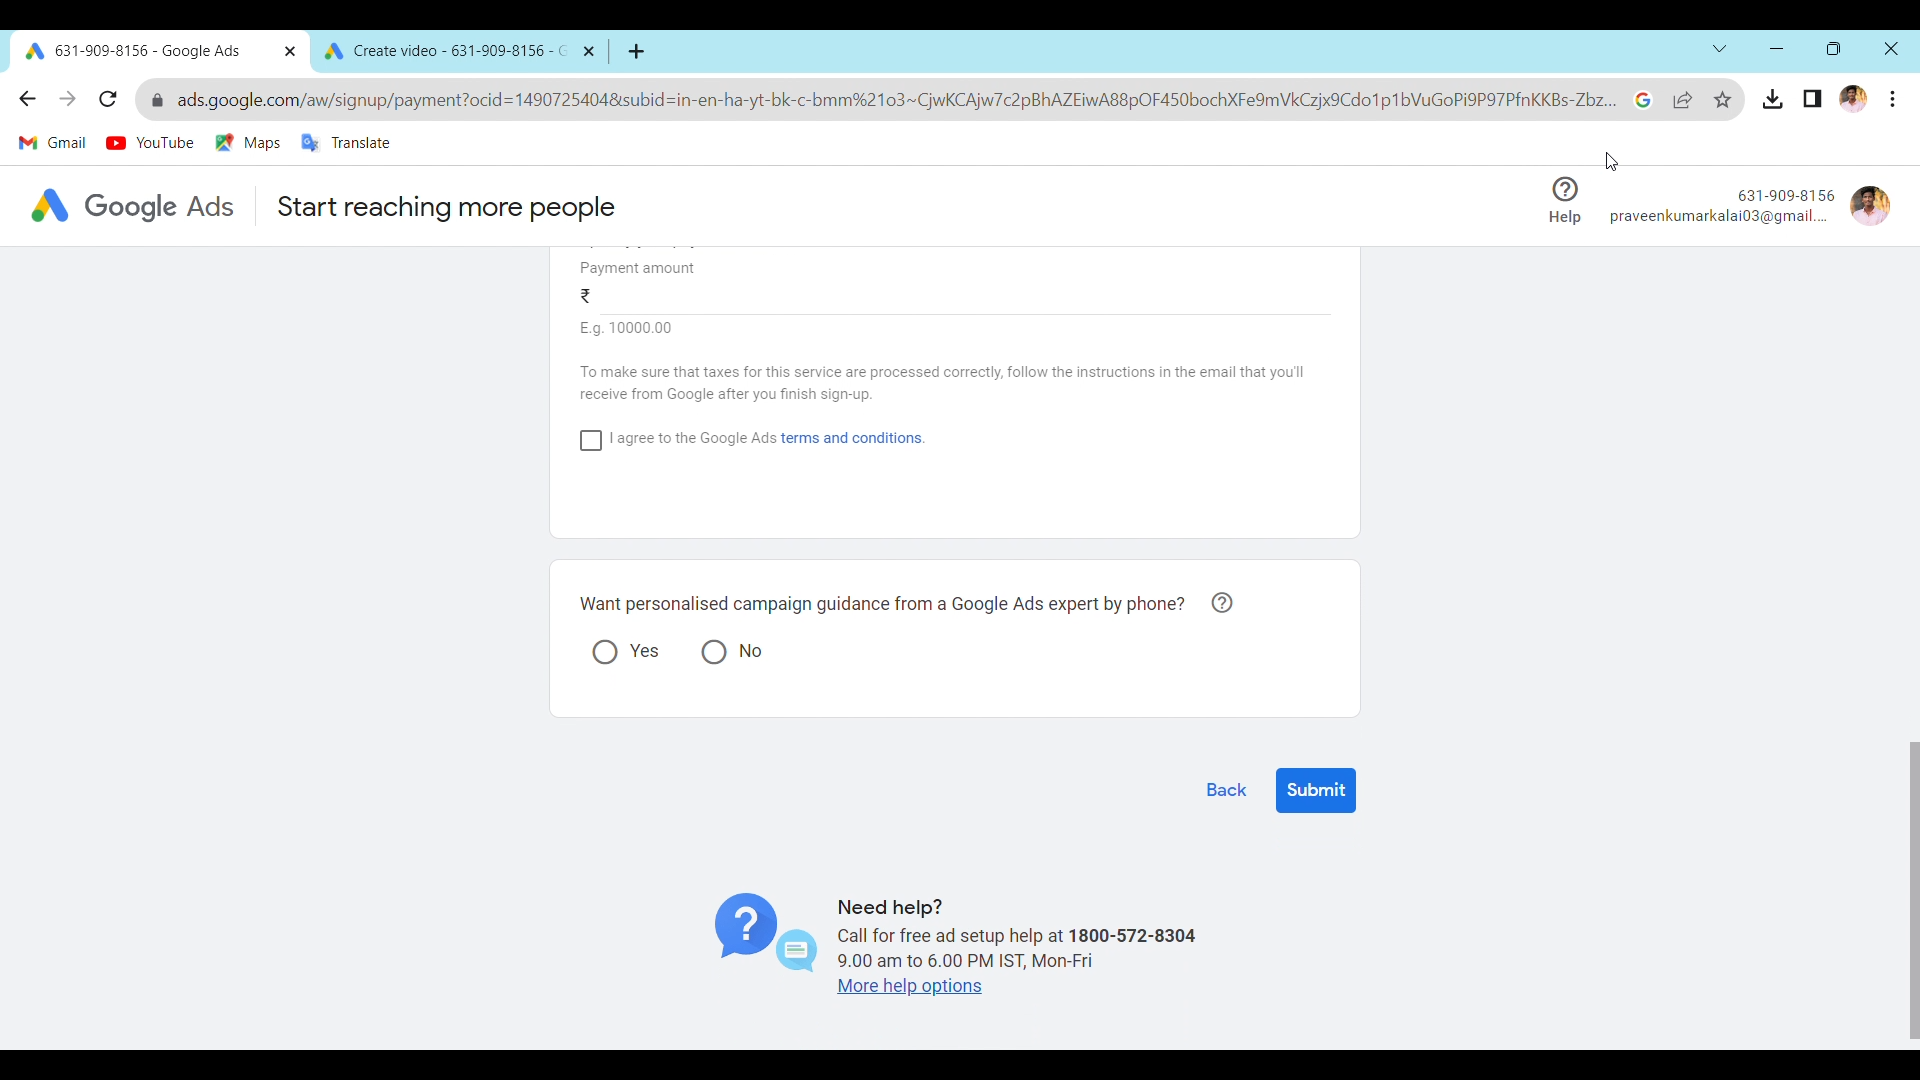 631-909-8156 - Google Ads
Create video - 631-909-8156 - G
ads.google.com/aw/signup/payment?ocid=1490725404&subid=in-en-ha-yt-bk-c-bmm%21o3~CjwKCAjw7c2pBhAZEiwA88pOF450bochXFe9mVkCzjx9Cdo1p1bVuGoPi9P97PfnKKBs-Zbz...
Gmail
YouTube
Maps
Translate
Google Ads
Start reaching more people
Help
631-909-8156
praveenkumarkalai03@gmail....
Payment amount
₹
E.g. 10000.00
To make sure that taxes for this service are processed correctly, follow the instructions in the email that you'll
receive from Google after you finish sign-up.
I agree to the Google Ads terms and conditions.
Want personalised campaign guidance from a Google Ads expert by phone?
Yes
No
Back
Submit
Need help?
Call for free ad setup help at 1800-572-8304
9.00 am to 6.00 PM IST, Mon-Fri
More help options